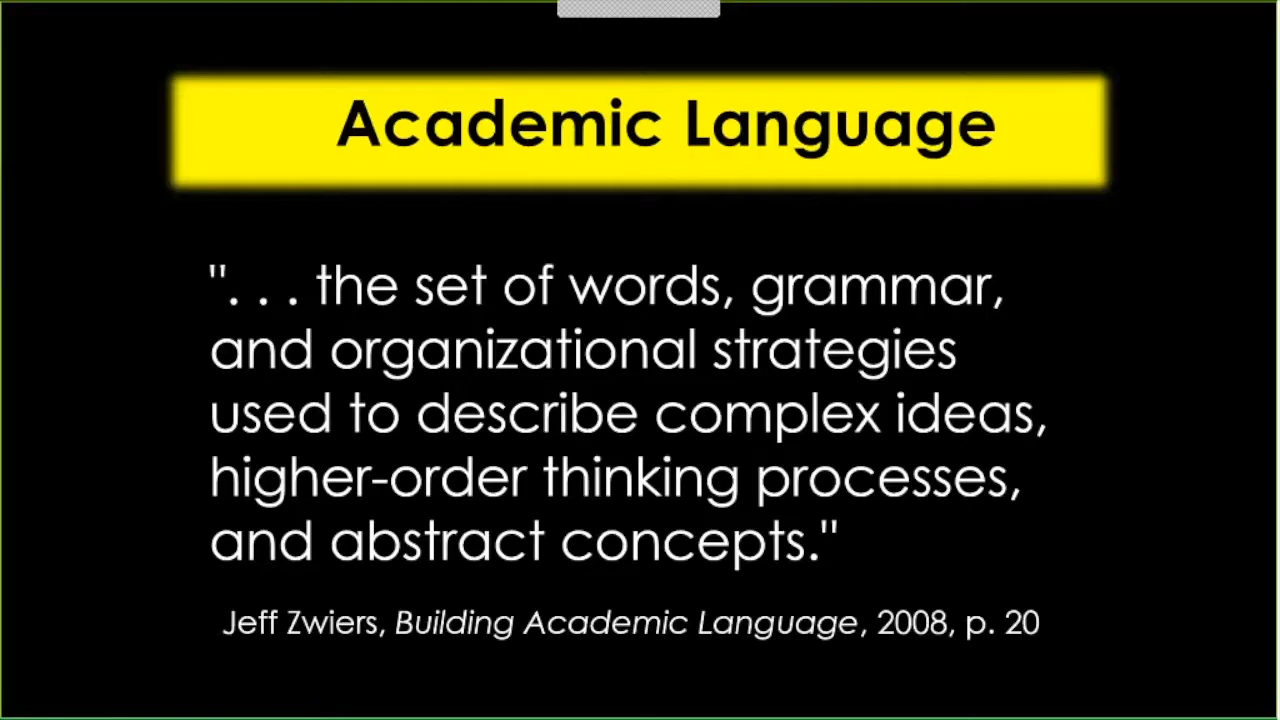 Academic Language
". . . the set of words, grammar,
and organizational strategies
used to describe complex ideas,
higher-order thinking processes,
and abstract concepts."
Jeff Zwiers, Building Academic Language, 2008, p. 20